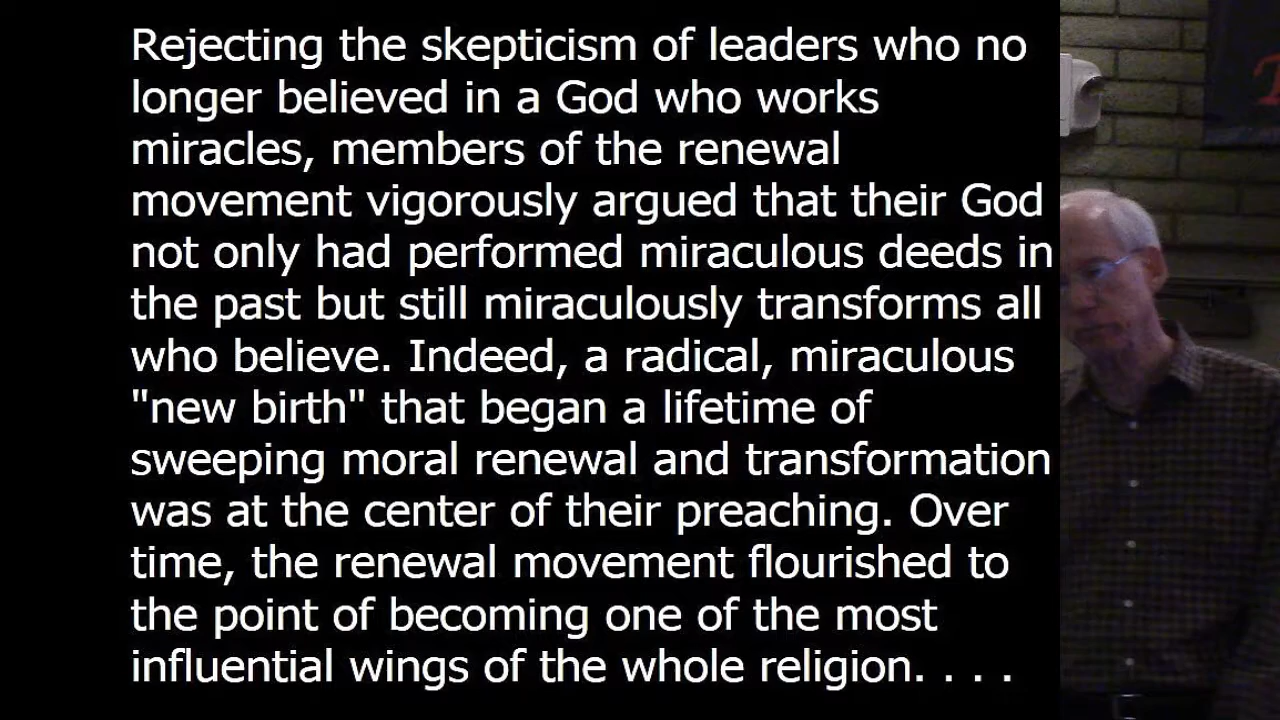 Rejecting the skepticism of leaders who no
longer believed in a God who works
miracles, members of the renewal
movement vigorously argued that their God
not only had performed miraculous deeds in
the past but still miraculously transforms all
who believe. Indeed, a radical, miraculous
"new birth" that began a lifetime of
sweeping moral renewal and transformation
was at the center of their preaching. Over
time, the renewal movement flourished to
the point of becoming one of the most
influential wings of the whole religion. . . .